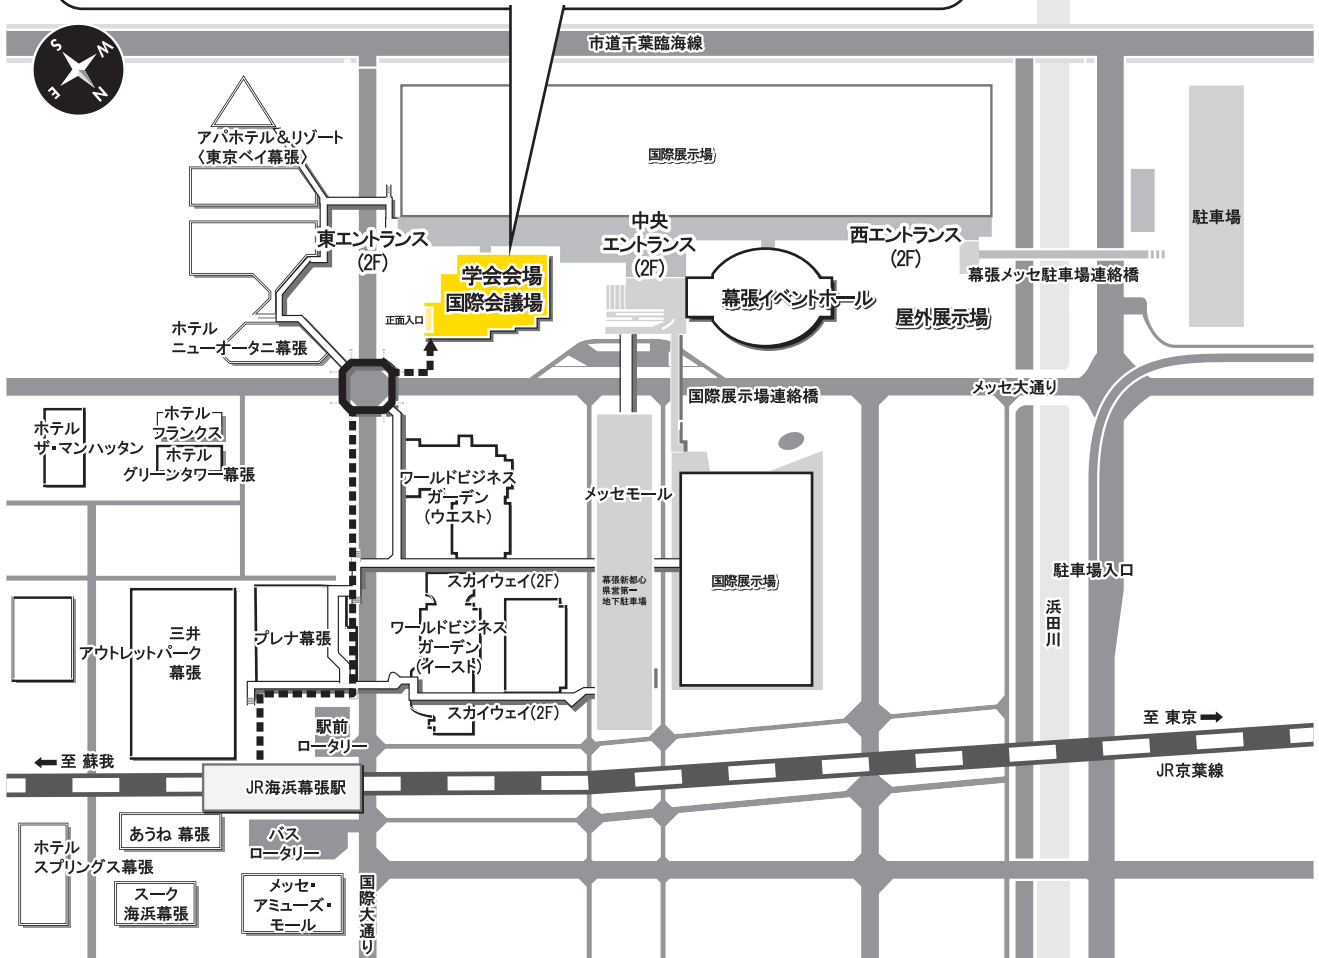 市道千葉臨海線
S
W
E
N
アパホテル&リゾート
〈東京ベイ幕張〉
国際展示場
駐車場
東エントランス
(2F)
中央
エントランス
(2F)
西エントランス
(2F)
幕張メッセ駐車場連絡橋
学会会場
国際会議場
正面入口
幕張イベントホール
屋外展示場
ホテル
ニューオータニ幕張
国際展示場連絡橋
メッセ大通り
ホテル
ザ・マンハッタン
ホテル
フランクス
ホテル
グリーンタワー幕張
ワールドビジネス
ガーデン
(ウエスト)
メッセモール
スカイウェイ(2F)
幕張新都心
県営第一
地下駐車場
国際展示場
駐車場入口
浜田川
三井
アウトレットパーク
幕張
プレナ幕張
ワールドビジネス
ガーデン
(イースト)
スカイウェイ(2F)
駅前
ロータリー
至 東京
至 蘇我
JR海浜幕張駅
JR京葉線
あうね 幕張
バス
ロータリー
ホテル
スプリングス幕張
スーク
海浜幕張
メッセ・
アミューズ・
モール
国際大通り